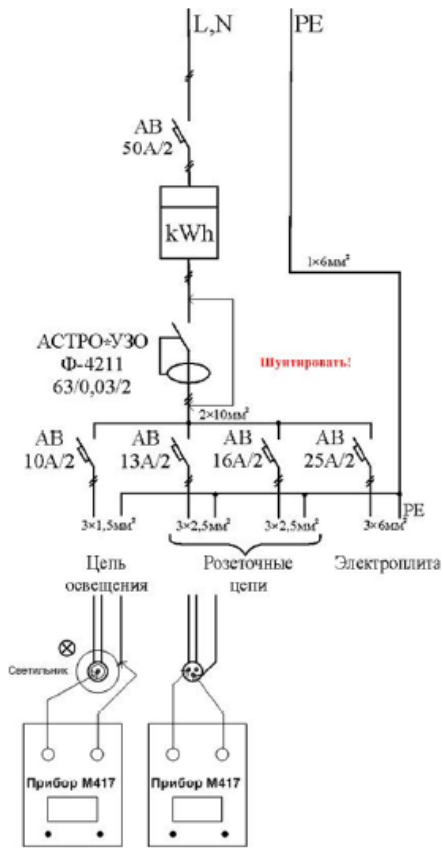 L,N
PE
АВ
50А/2
kWh
1×6мм²
АСТРО*УЗО
Ф-4211
63/0,03/2
Шунтировать!
2×10мм²
АВ
10А/2
АВ
13А/2
АВ
16А/2
АВ
25А/2
PE
3×1,5мм²
3×2,5мм²
3×2,5мм²
3×6мм²
Цепь
освещения
Розеточные
цепи
Электроплита
Светильник
Прибор М417
Прибор М417